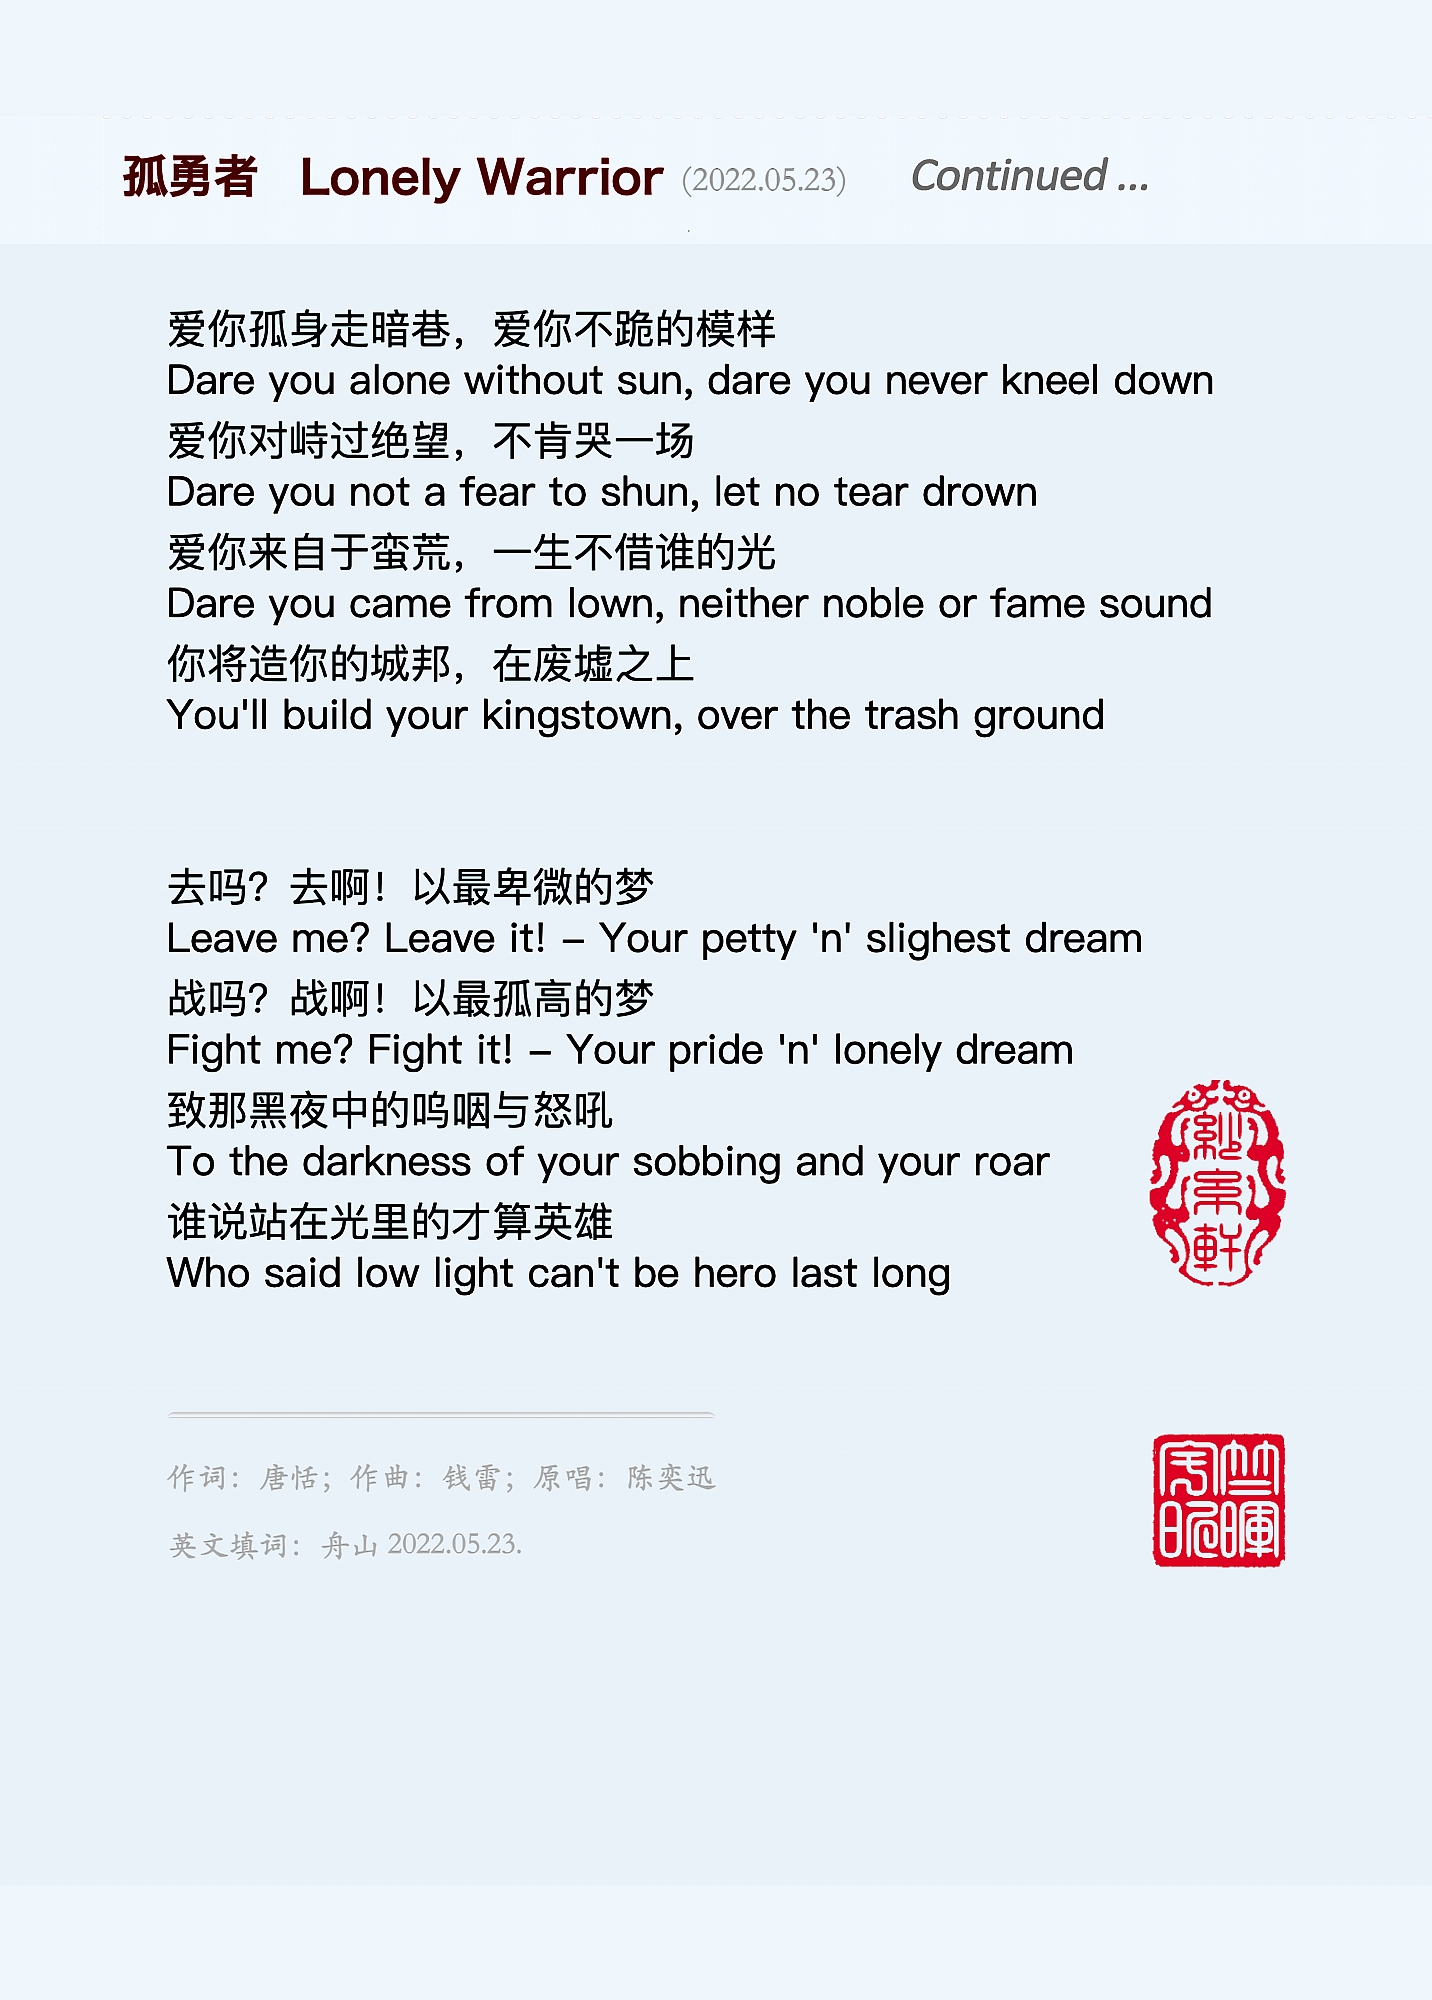 孤勇者 Lonely Warrior (2022.05.23) Continued ...
爱你孤身走暗巷，爱你不跪的模样
Dare you alone without sun, dare you never kneel down
爱你对峙过绝望，不肯哭一场
Dare you not a fear to shun, let no tear drown
爱你来自于蛮荒，一生不借谁的光
Dare you came from lown, neither noble or fame sound
你将造你的城邦，在废墟之上
You'll build your kingstown, over the trash ground
去吗？去啊！以最卑微的梦
Leave me? Leave it! – Your petty 'n' slighest dream
战吗？战啊！以最孤高的梦
Fight me? Fight it! – Your pride 'n' lonely dream
致那黑夜中的呜咽与怒吼
To the darkness of your sobbing and your roar
谁说站在光里的才算英雄
Who said low light can't be hero last long
作词：唐恬；作曲：钱雷；原唱：陈奕迅
英文填词：舟山 2022.05.23.